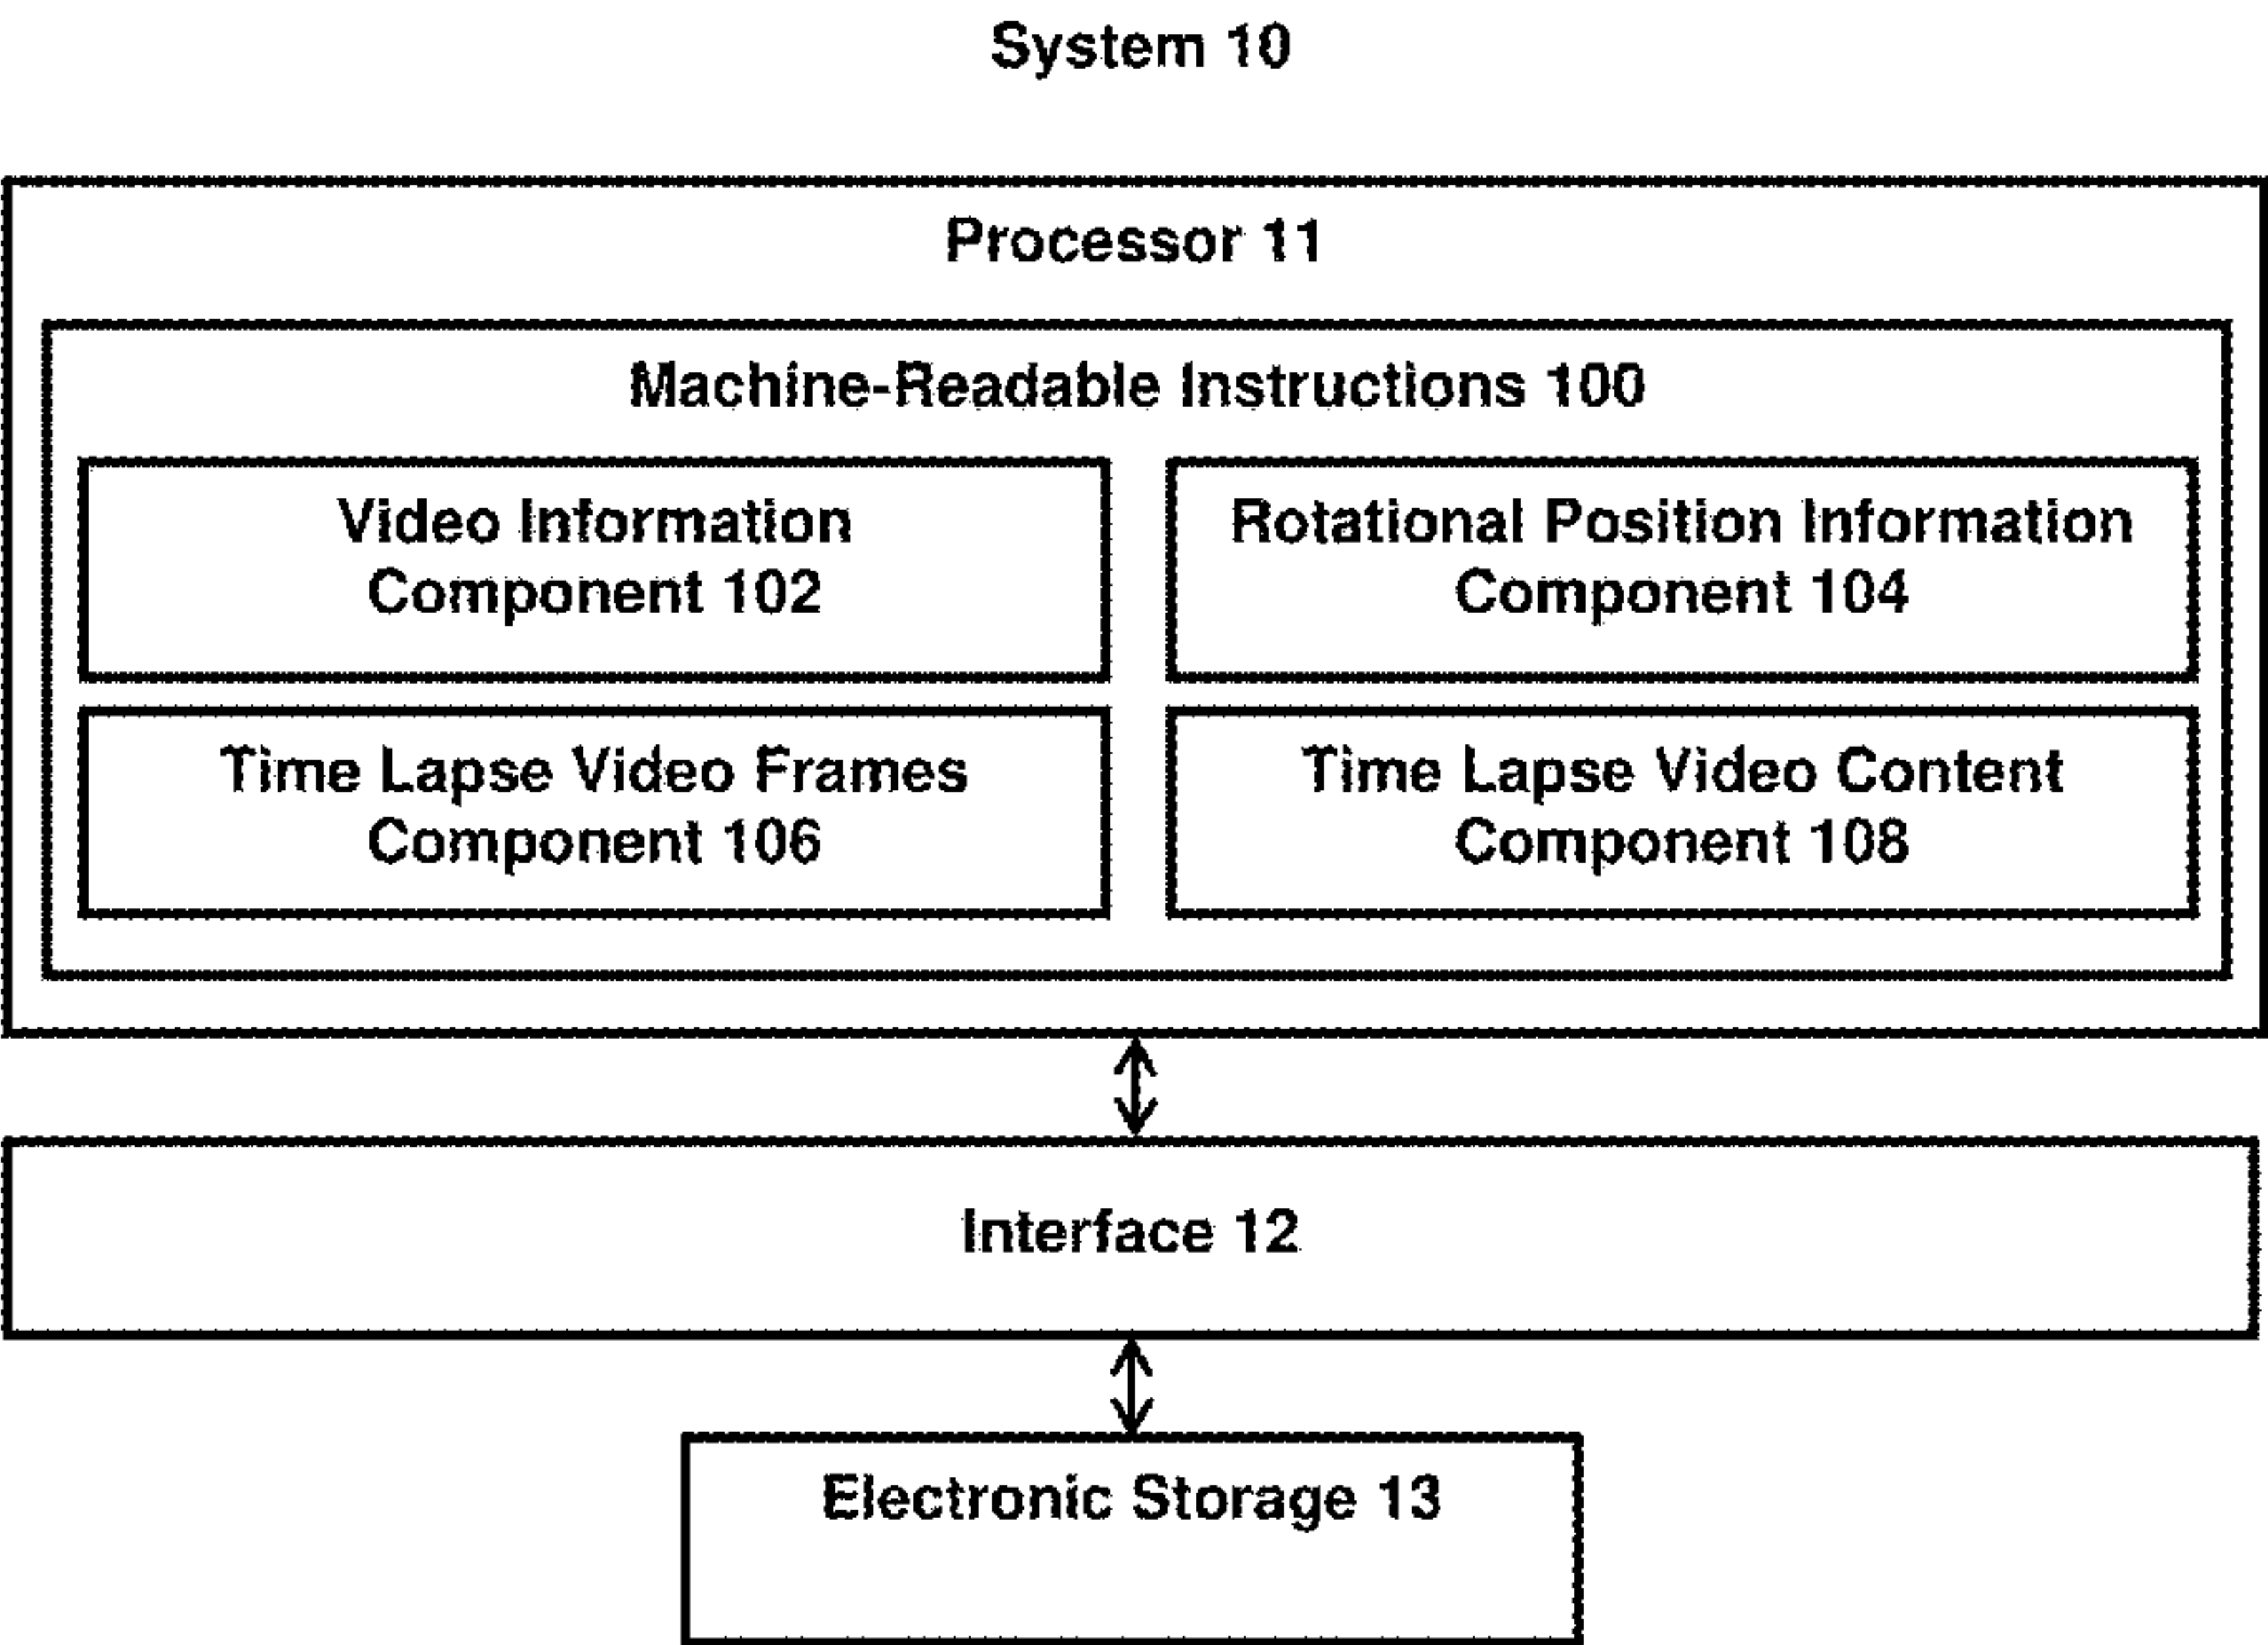 System 10
Processor 11
Machine-Readable Instructions 100
Video Information
Component 102
Rotational Position Information
Component 104
Time Lapse Video Frames
Component 106
Time Lapse Video Content
Component 108
Interface 12
Electronic Storage 13